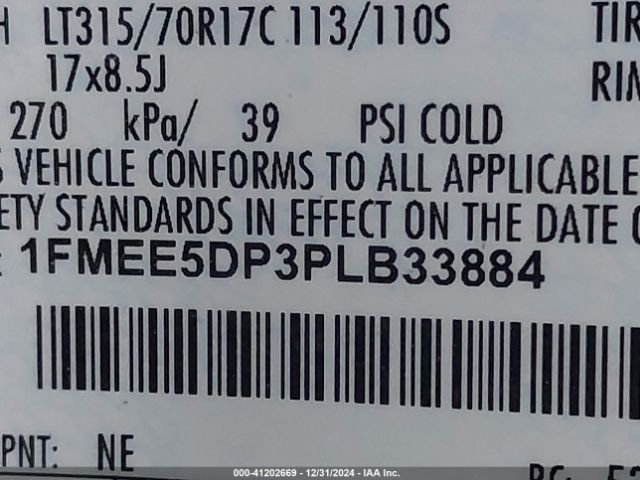 H LT315/70R17C 113/110S TIR
17x8.5J RIN
270 kPa/ 39 PSI COLD
S VEHICLE CONFORMS TO ALL APPLICABLE
ETY STANDARDS IN EFFECT ON THE DATE O
: 1FMEE5DP3PLB33884
PNT: NE
000-41202669 - 12/31/2024 - IAA Inc.